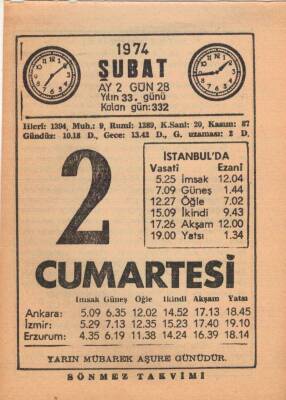 1974
ŞUBAT
AY 2 GÜN 28
Yılın 33. günü
Kalan gün: 332
Hicri: 1394, Muh.: 9, Rumi: 1389, K.Sani: 20, Kasım: 87
Gündüz: 10.18 D., Gece: 13.42 D., G. uzaması: 2 D.
2
İSTANBUL'DA
Vasati Ezani
5.25 İmsak 12.04
7.09 Güneş 1.44
12.27 Öğle 7.02
15.09 İkindi 9.43
17.26 Akşam 12.00
19.00 Yatsı 1.34
CUMARTESİ
İmsak Güneş Öğle İkindi Akşam Yatsı
Ankara: 5.09 6.35 12.02 14.52 17.13 18.45
İzmir: 5.29 7.13 12.35 15.23 17.40 19.10
Erzurum: 4.35 6.19 11.38 14.24 16.39 18.14
YARIN MÜBAREK AŞURE GÜNÜDÜR.
SÖNMEZ TAKVİMİ